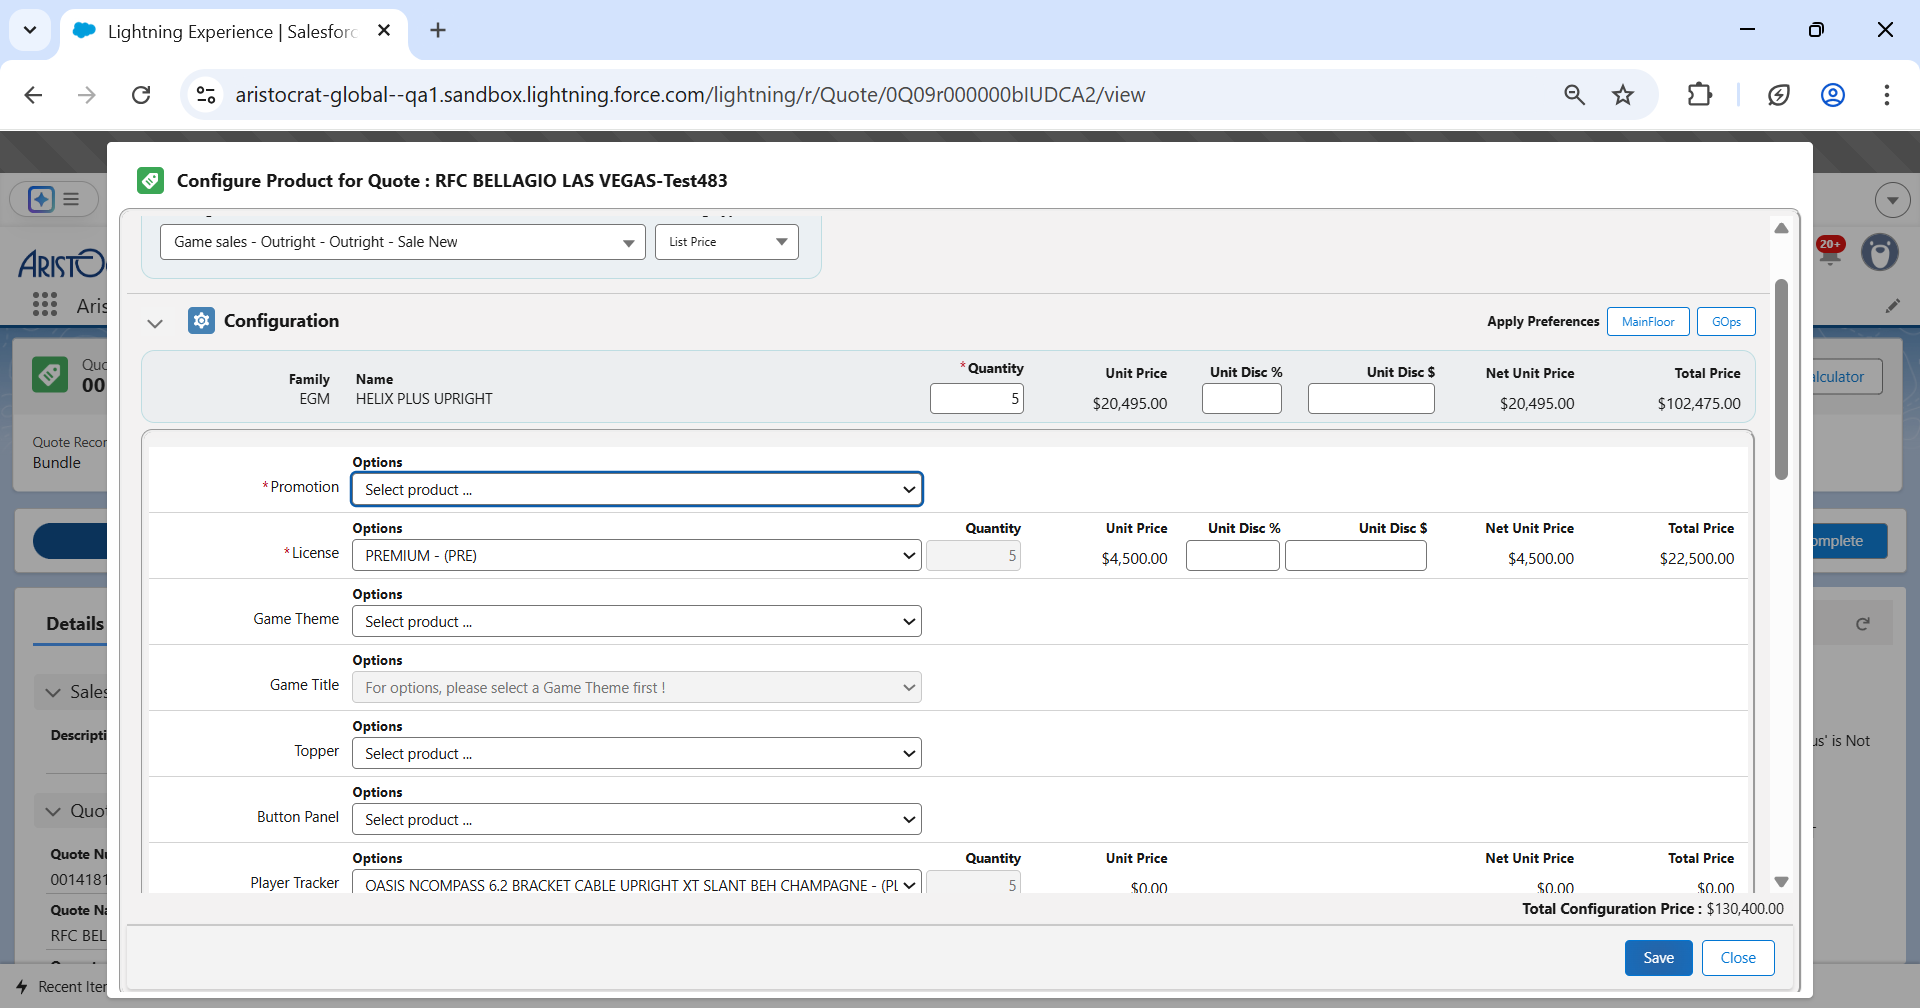 Lightning Experience | Salesforc
aristocrat-global--qa1.sandbox.lightning.force.com/lightning/r/Quote/0Q09r000000bIUDCA2/view
Configure Product for Quote : RFC BELLAGIO LAS VEGAS-Test483
Game sales - Outright - Outright - Sale New
List Price
20+
ARISTO
Aris
Configuration
Apply Preferences
MainFloor
GOps
Quo
00
Family
EGM
Name
HELIX PLUS UPRIGHT
*Quantity
5
Unit Price
$20,495.00
Unit Disc %
Unit Disc $
Net Unit Price
$20,495.00
Total Price
$102,475.00
alculator
Quote Recor
Bundle
Options
*Promotion
Select product ...
Options
Quantity
Unit Price
Unit Disc %
Unit Disc $
Net Unit Price
Total Price
*License
PREMIUM - (PRE)
5
$4,500.00
$4,500.00
$22,500.00
omplete
Options
Game Theme
Select product ...
Details
Options
Game Title
For options, please select a Game Theme first !
Sales
Options
Topper
Select product ...
Descripti
us' is Not
Options
Button Panel
Select product ...
Quot
Options
Quantity
Unit Price
Net Unit Price
Total Price
Player Tracker
OASIS NCOMPASS 6.2 BRACKET CABLE UPRIGHT XT SLANT BEH CHAMPAGNE - (PL
5
$0.00
$0.00
$0.00
Quote Nu
0014181
Quote Na
RFC BEL
Total Configuration Price : $130,400.00
Save
Close
Recent Iter